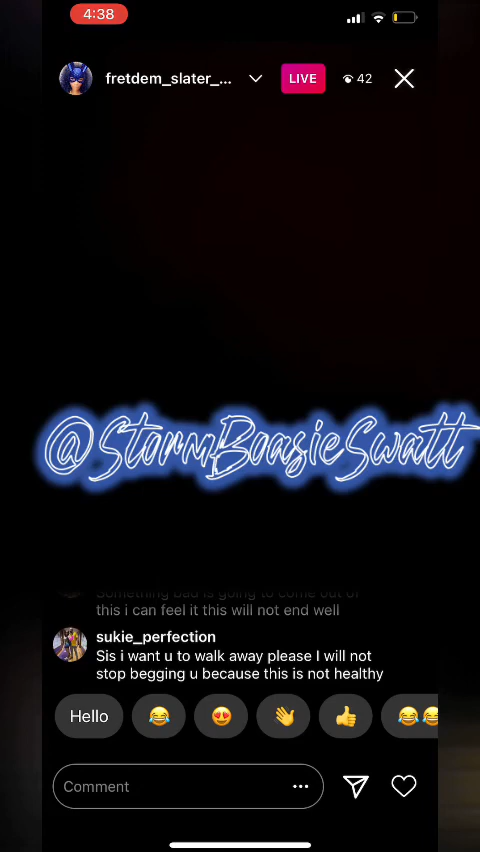 4:38
fretdem_slater_...
LIVE
42
@StormBoasieSwatt
Something bad is going to come out of
this i can feel it this will not end well
sukie_perfection
Sis i want u to walk away please I will not
stop begging u because this is not healthy
Hello
Comment